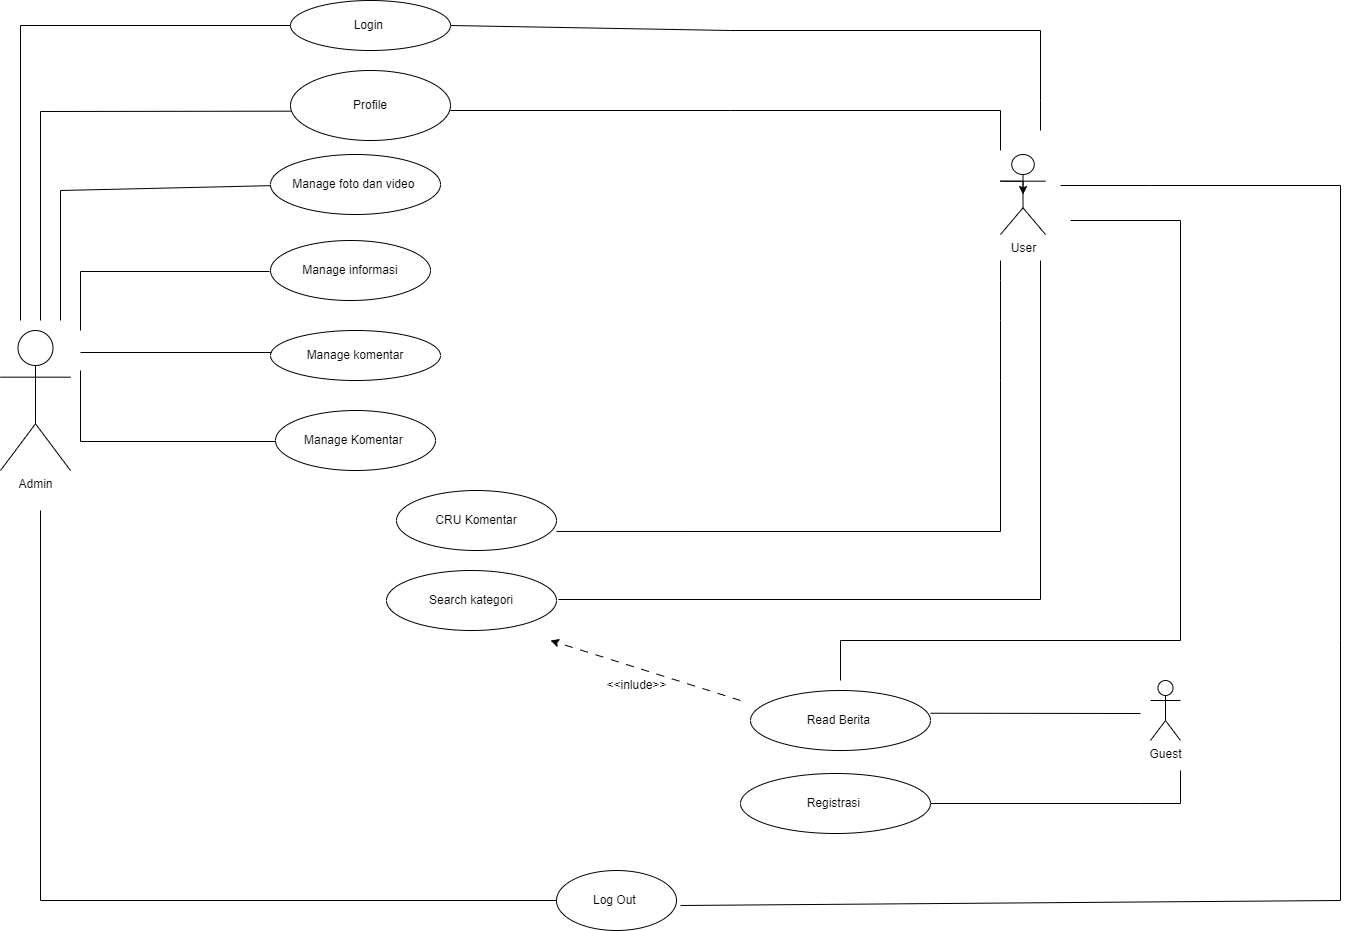 Login
Profile
Manage foto dan video
User
Manage informasi
Manage komentar
Manage Komentar
Admin
CRU Komentar
Search kategori
<<inlude>>
Read Berita
Guest
Registrasi
Log Out